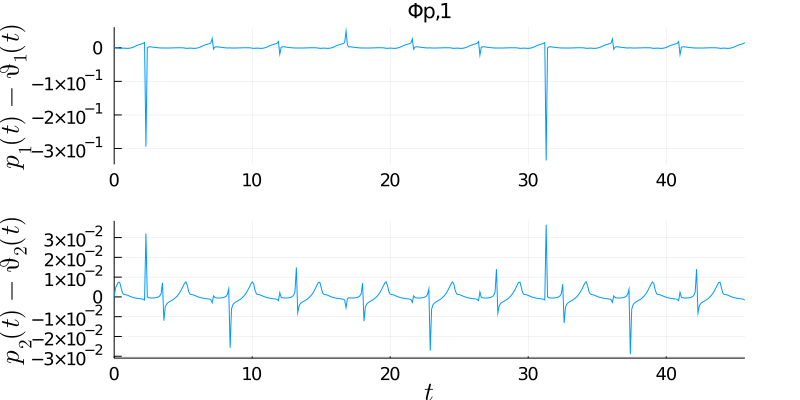 Φp,1
p₁(t) − ϑ₁(t)
0
−1×10⁻¹
−2×10⁻¹
−3×10⁻¹
0 10 20 30 40
p₂(t) − ϑ₂(t)
3×10⁻²
2×10⁻²
1×10⁻²
0
−1×10⁻²
−2×10⁻²
−3×10⁻²
0 10 20 30 40
t